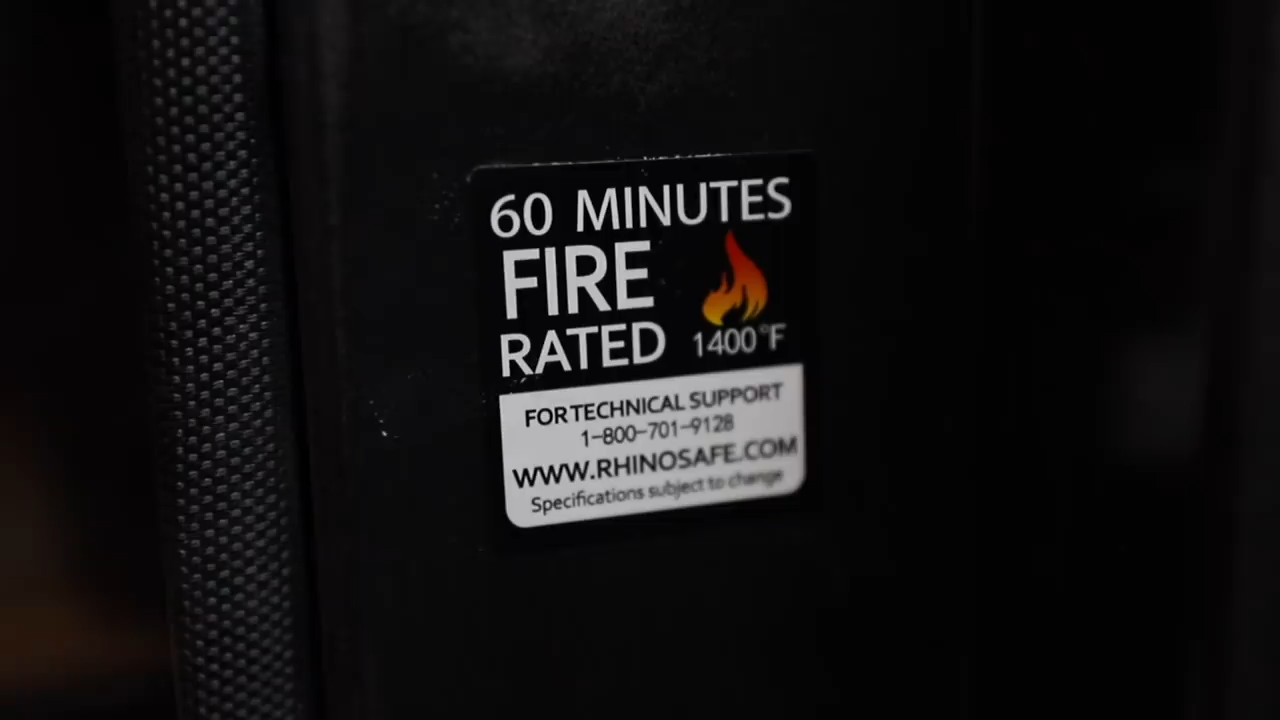 60 MINUTES
FIRE
RATED 1400°F
FOR TECHNICAL SUPPORT
1-800-701-9128
WWW.RHINOSAFE.COM
Specifications subject to change